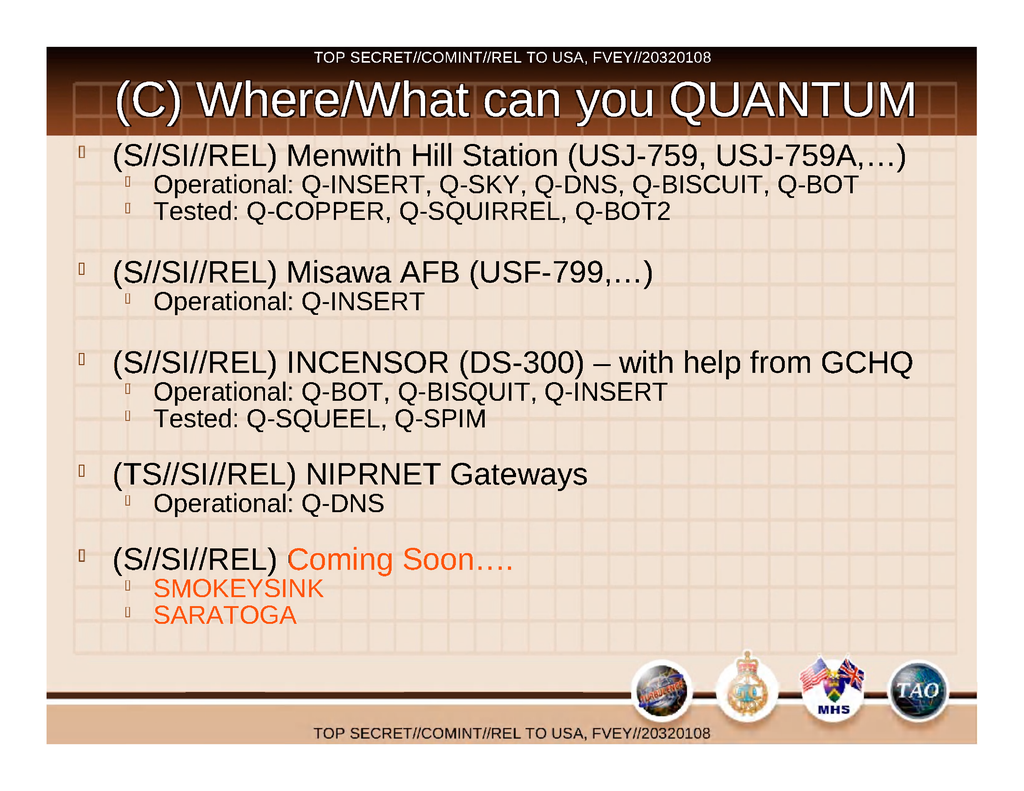 TOP SECRET//COMINT//REL TO USA, FVEY//20320108
(C) Where/What can you QUANTUM
(S//SI//REL) Menwith Hill Station (USJ-759, USJ-759A,…)
Operational: Q-INSERT, Q-SKY, Q-DNS, Q-BISCUIT, Q-BOT
Tested: Q-COPPER, Q-SQUIRREL, Q-BOT2
(S//SI//REL) Misawa AFB (USF-799,…)
Operational: Q-INSERT
(S//SI//REL) INCENSOR (DS-300) – with help from GCHQ
Operational: Q-BOT, Q-BISQUIT, Q-INSERT
Tested: Q-SQUEEL, Q-SPIM
(TS//SI//REL) NIPRNET Gateways
Operational: Q-DNS
(S//SI//REL) Coming Soon….
SMOKEYSINK
SARATOGA
MHS
TAO
TOP SECRET//COMINT//REL TO USA, FVEY//20320108